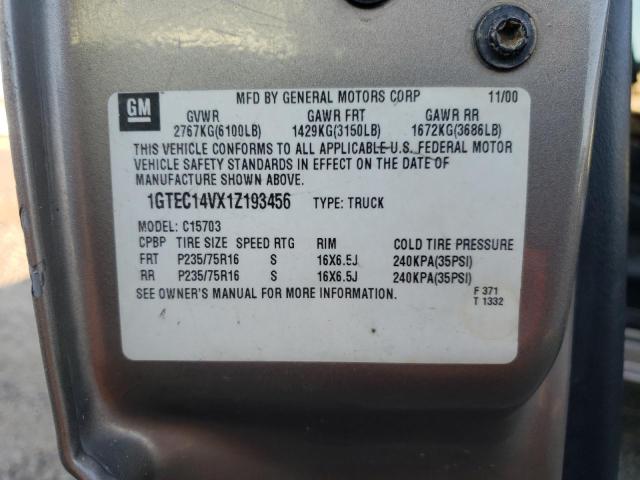 GM
MFD BY GENERAL MOTORS CORP 11/00
GVWR GAWR FRT GAWR RR
2767KG(6100LB) 1429KG(3150LB) 1672KG(3686LB)
THIS VEHICLE CONFORMS TO ALL APPLICABLE U.S. FEDERAL MOTOR
VEHICLE SAFETY STANDARDS IN EFFECT ON THE DATE OF
MANUFACTURE SHOWN ABOVE.
1GTEC14VX1Z193456 TYPE: TRUCK
MODEL: C15703
CPBP TIRE SIZE SPEED RTG RIM COLD TIRE PRESSURE
FRT P235/75R16 S 16X6.5J 240KPA(35PSI)
RR P235/75R16 S 16X6.5J 240KPA(35PSI)
SEE OWNER'S MANUAL FOR MORE INFORMATION.
F 371
T 1332